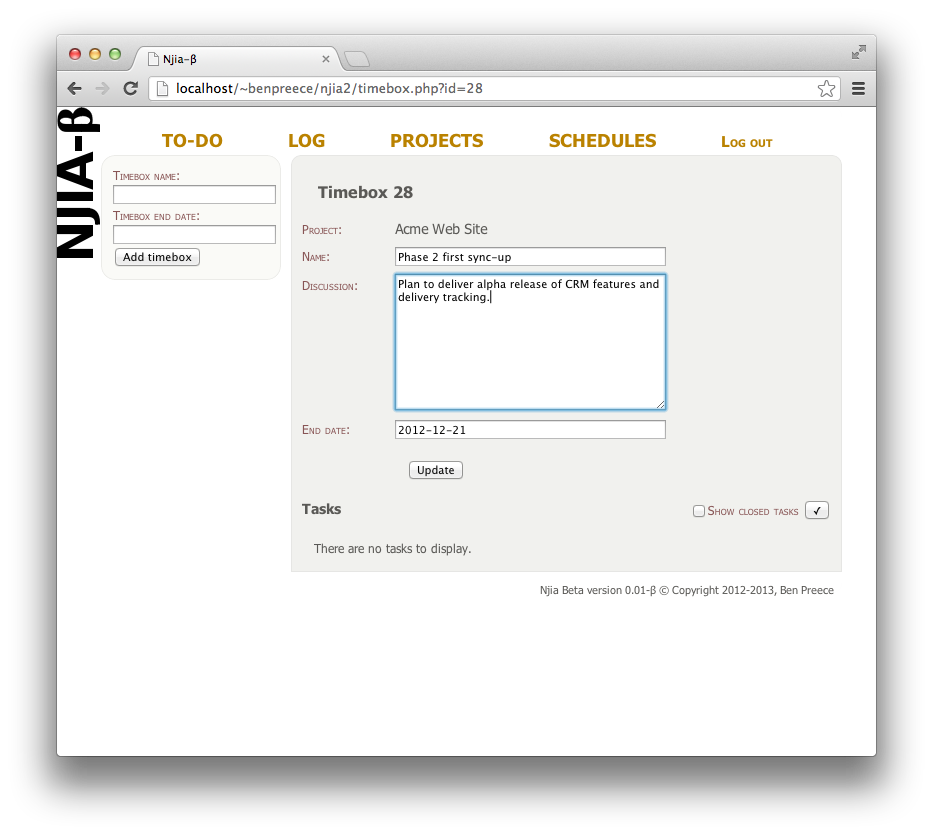 Njia-β
localhost/~benpreece/njia2/timebox.php?id=28
NJIA-β
TO-DO LOG PROJECTS SCHEDULES Log out
Timebox name:
Timebox end date:
Add timebox
Timebox 28
Project: Acme Web Site
Name: Phase 2 first sync-up
Discussion: Plan to deliver alpha release of CRM features and
delivery tracking.
End date: 2012-12-21
Update
Tasks Show closed tasks ✓
There are no tasks to display.
Njia Beta version 0.01-β © Copyright 2012-2013, Ben Preece